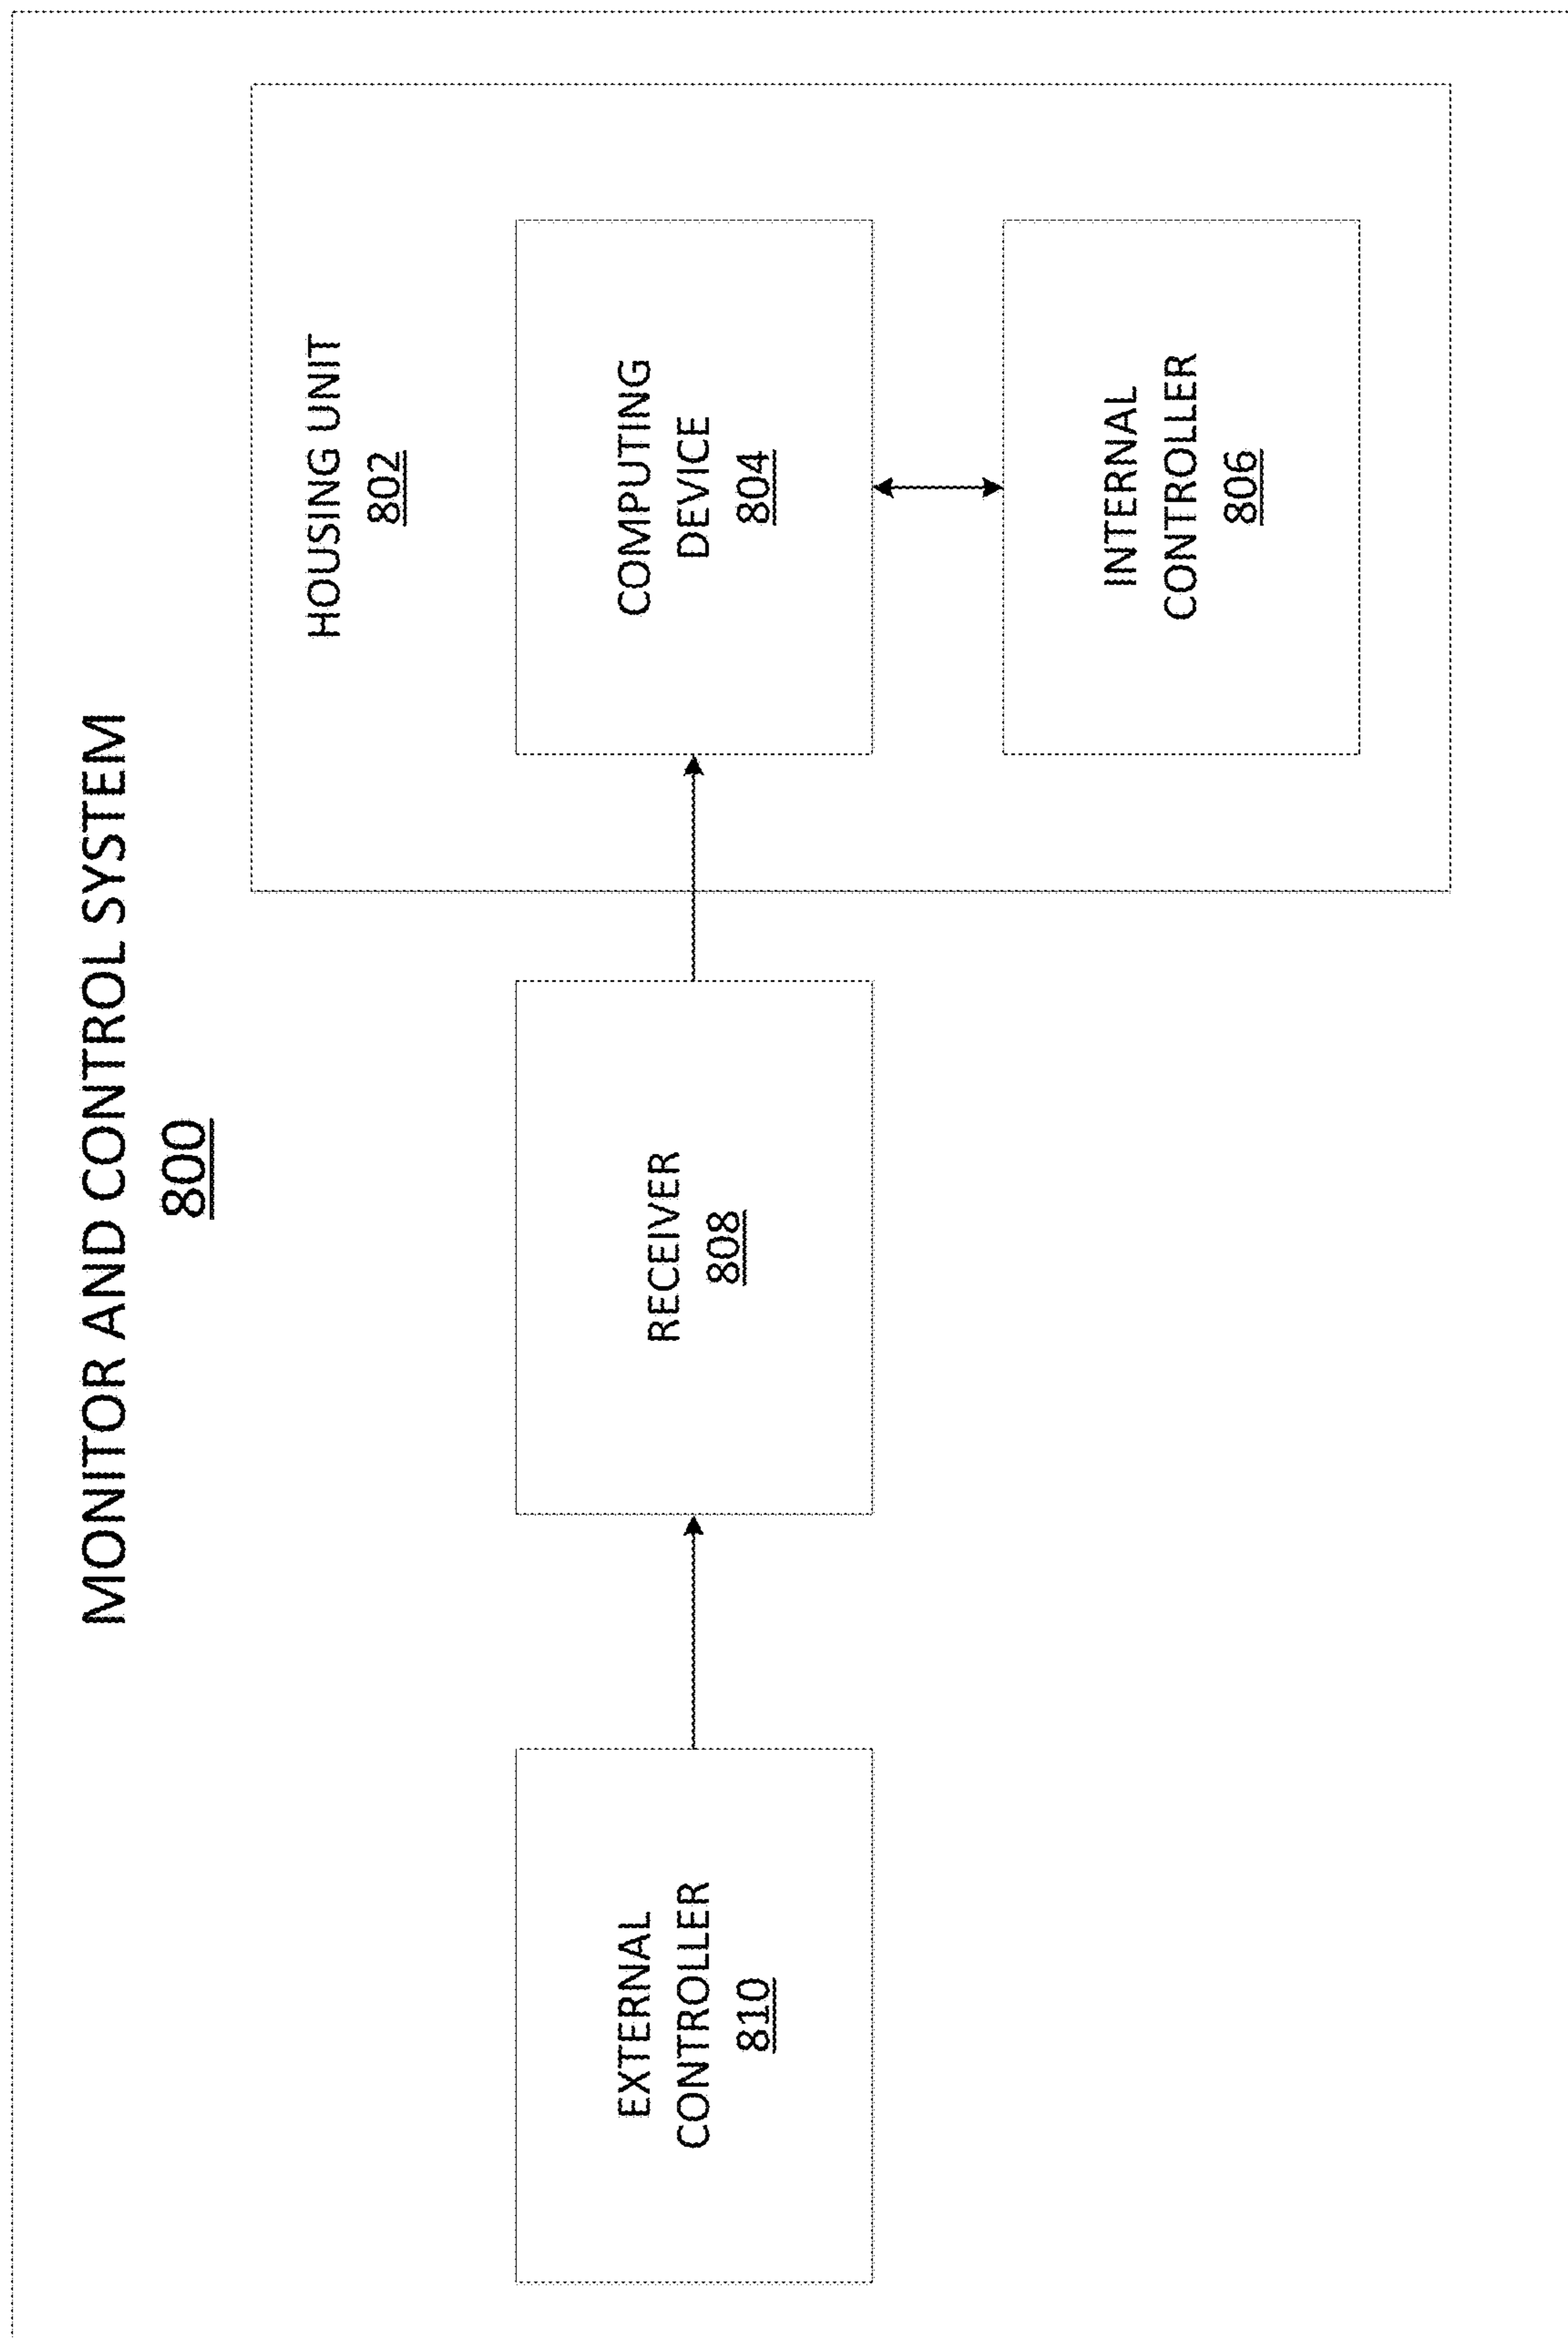 MONITOR AND CONTROL SYSTEM
800
EXTERNAL
CONTROLLER
810
RECEIVER
808
HOUSING UNIT
802
COMPUTING
DEVICE
804
INTERNAL
CONTROLLER
806